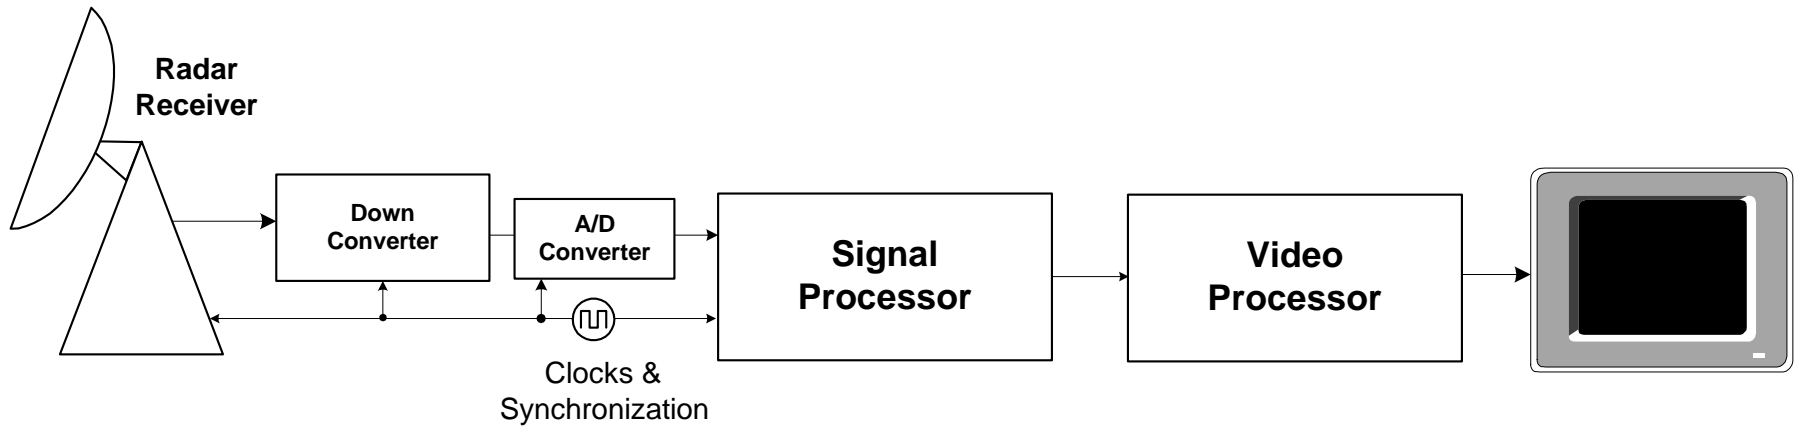 Radar
Receiver
Down
Converter
A/D
Converter
Signal
Processor
Video
Processor
Clocks &
Synchronization